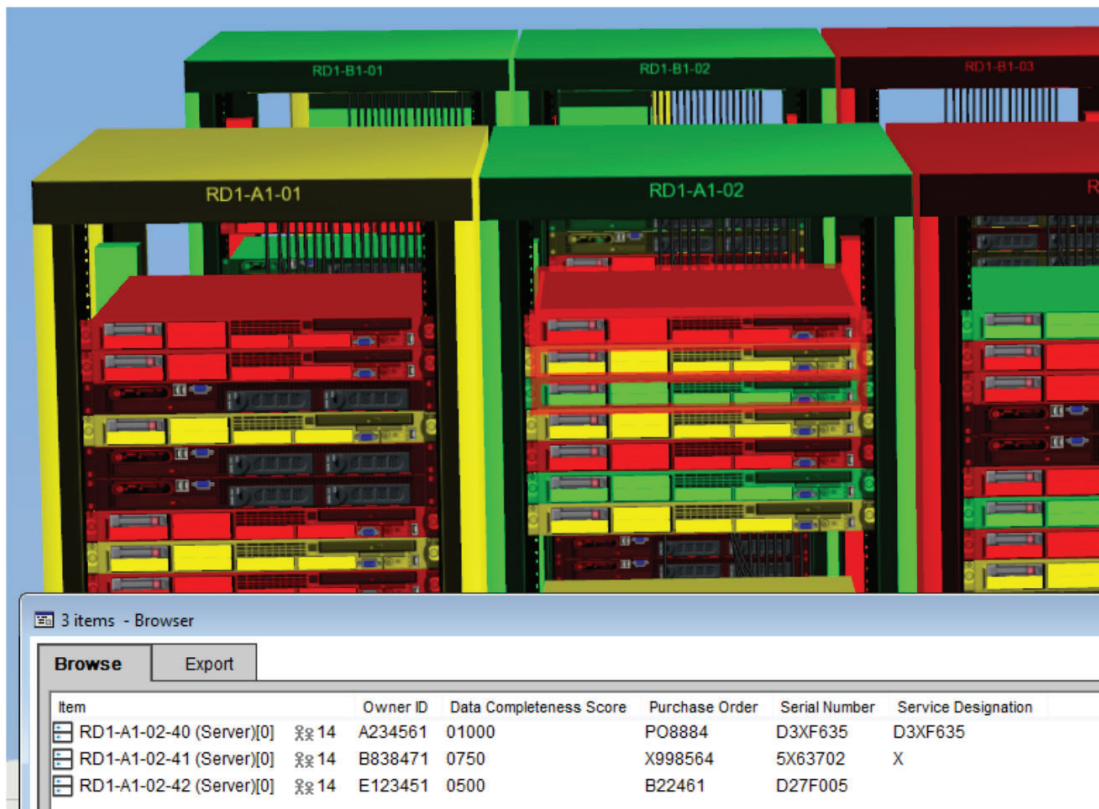 RD1-B1-01 RD1-B1-02 RD1-B1-03
RD1-A1-01 RD1-A1-02 R
3 items - Browser
Browse Export
Item Owner ID Data Completeness Score Purchase Order Serial Number Service Designation
RD1-A1-02-40 (Server)[0] 14 A234561 01000 PO8884 D3XF635 D3XF635
RD1-A1-02-41 (Server)[0] 14 B838471 0750 X998564 5X63702 X
RD1-A1-02-42 (Server)[0] 14 E123451 0500 B22461 D27F005